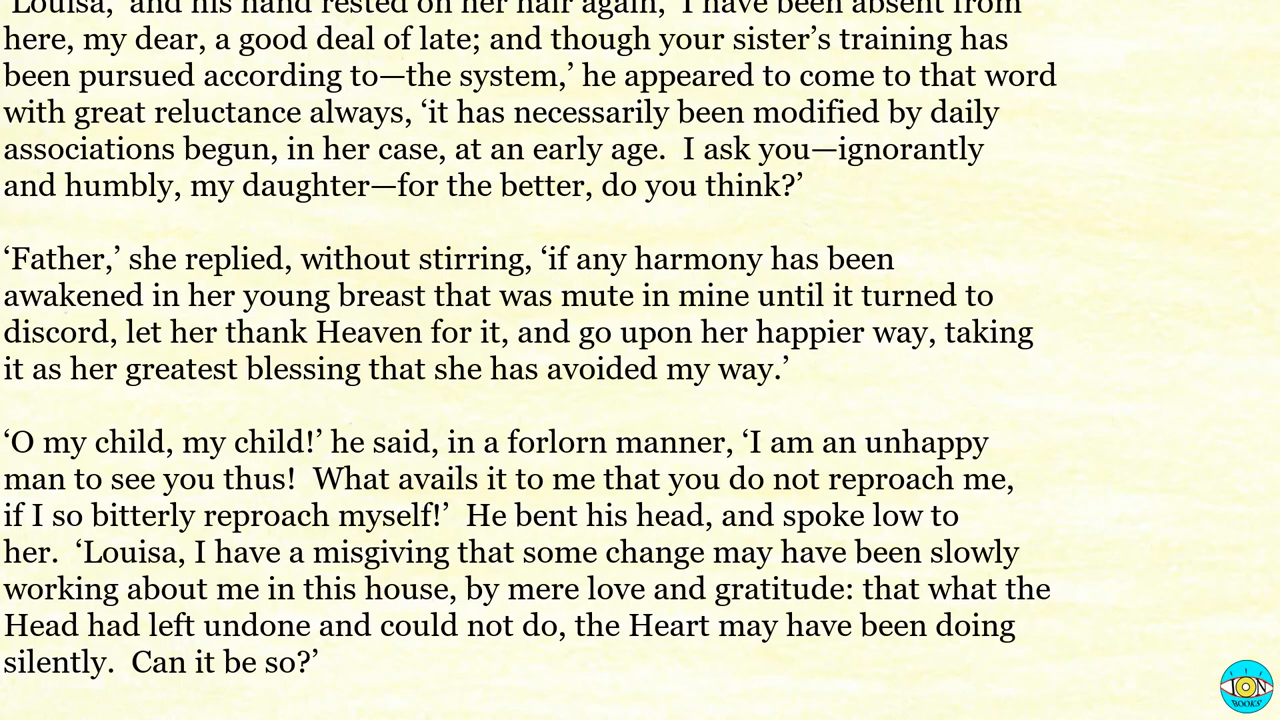 ‘Louisa,’ and his hand rested on her hair again, ‘I have been absent from
here, my dear, a good deal of late; and though your sister’s training has
been pursued according to—the system,’ he appeared to come to that word
with great reluctance always, ‘it has necessarily been modified by daily
associations begun, in her case, at an early age.  I ask you—ignorantly
and humbly, my daughter—for the better, do you think?’

‘Father,’ she replied, without stirring, ‘if any harmony has been
awakened in her young breast that was mute in mine until it turned to
discord, let her thank Heaven for it, and go upon her happier way, taking
it as her greatest blessing that she has avoided my way.’

‘O my child, my child!’ he said, in a forlorn manner, ‘I am an unhappy
man to see you thus!  What avails it to me that you do not reproach me,
if I so bitterly reproach myself!’  He bent his head, and spoke low to
her.  ‘Louisa, I have a misgiving that some change may have been slowly
working about me in this house, by mere love and gratitude: that what the
Head had left undone and could not do, the Heart may have been doing
silently.  Can it be so?’
ION
BOOKS